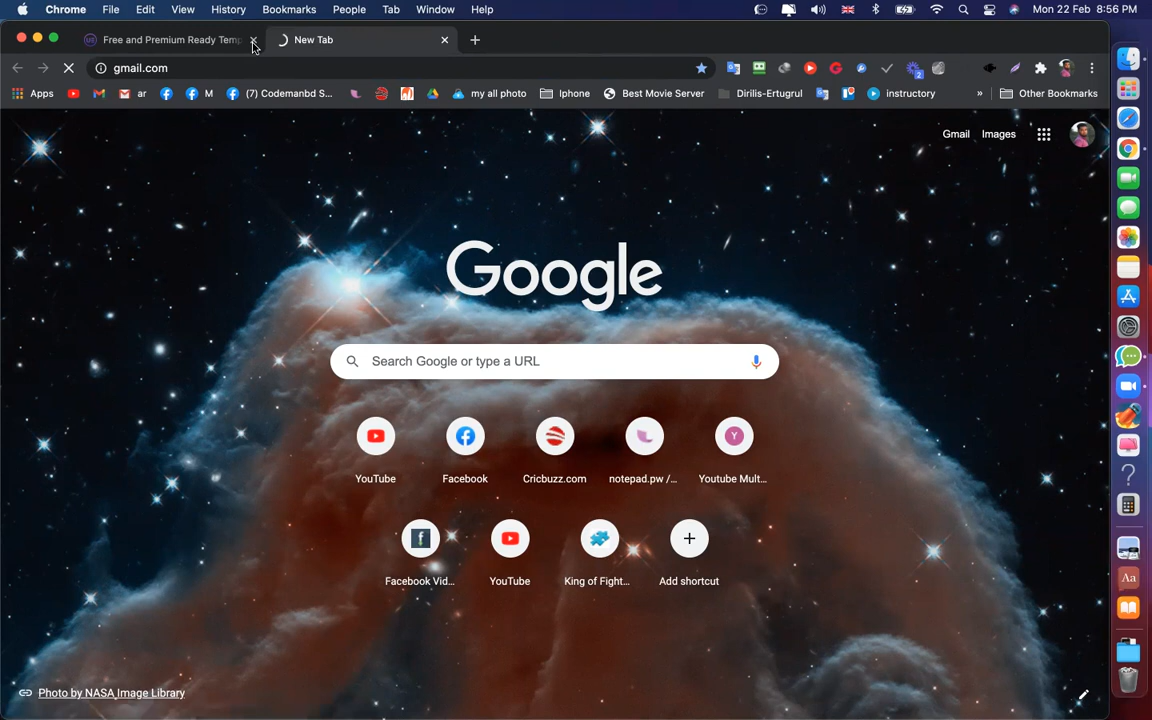 Chrome File Edit View History Bookmarks People Tab Window Help Mon 22 Feb 8:56 PM
Free and Premium Ready Temp New Tab
gmail.com 2
Apps ar M (7) Codemanbd S... my all photo Iphone Best Movie Server Dirilis-Ertugrul instructory » Other Bookmarks
Gmail Images
Google
Search Google or type a URL
Y
YouTube Facebook Cricbuzz.com notepad.pw /... Youtube Mult...
Facebook Vid... YouTube King of Fight... Add shortcut
Aa
Photo by NASA Image Library